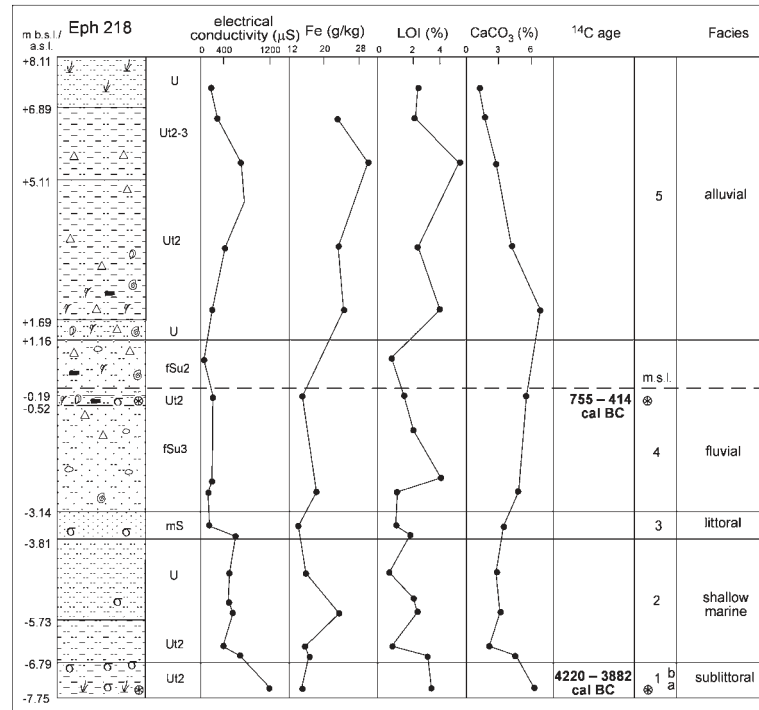 Eph 218
m b.s.l./
a.s.l.
electrical
conductivity (µS)
400 1200
Fe (g/kg)
12 16 20 24 28
LOI (%)
0 2 4
CaCO3 (%)
0 3 6
14C age
Facies
+8.11
+6.89
+5.11
+1.69
+1.16
-0.19
-0.52
-3.14
-3.81
-5.73
-6.79
-7.75
U
Ut2-3
Ut2
U
fSu2
Ut2
fSu3
mS
U
Ut2
Ut2
755 – 414
cal BC
4220 – 3882
cal BC
5 alluvial
m.s.l.
4 fluvial
3 littoral
2 shallow
marine
1 b
a
sublittoral